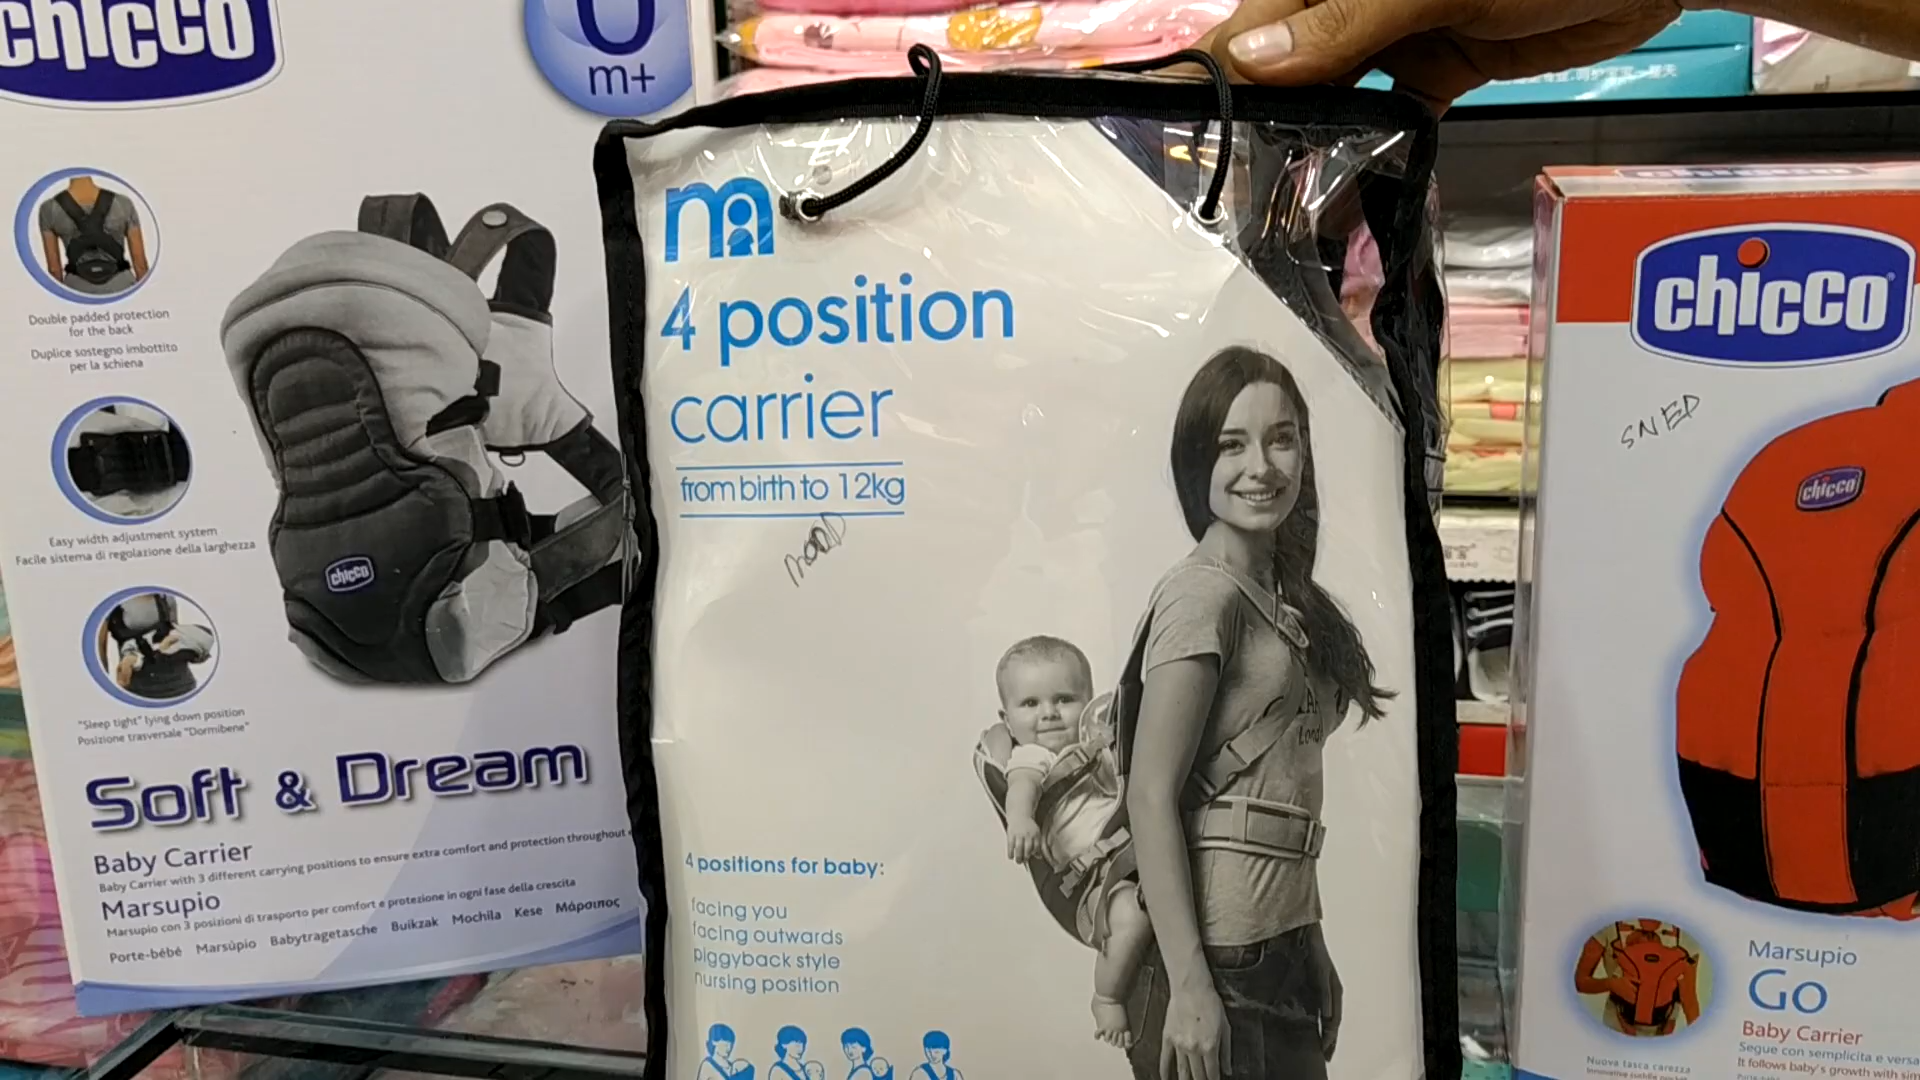 chicco
0
m+
Double padded protection
for the back
Duplice sostegno imbottito
per la schiena
Easy width adjustment system
Facile sistema di regolazione della larghezza
"Sleep tight" lying down position
Posizione trasversale "Dormibene"
chicco
Soft & Dream
Baby Carrier
Baby Carrier with 3 different carrying positions to ensure extra comfort and protection throughout
Marsupio
Marsupio con 3 posizioni di trasporto per comfort e protezione in ogni fase della crescita
Porte-bébé Marsúpio Babytragetasche Buikzak Mochila Kese Μάρσιπος
m
4 position
carrier
from birth to 12kg
4 positions for baby:
facing you
facing outwards
piggyback style
nursing position
chicco
SNED
chicco
Marsupio
Go
Baby Carrier
Segue con semplicita e
It follows baby's growth with
Nuova tasca carezza